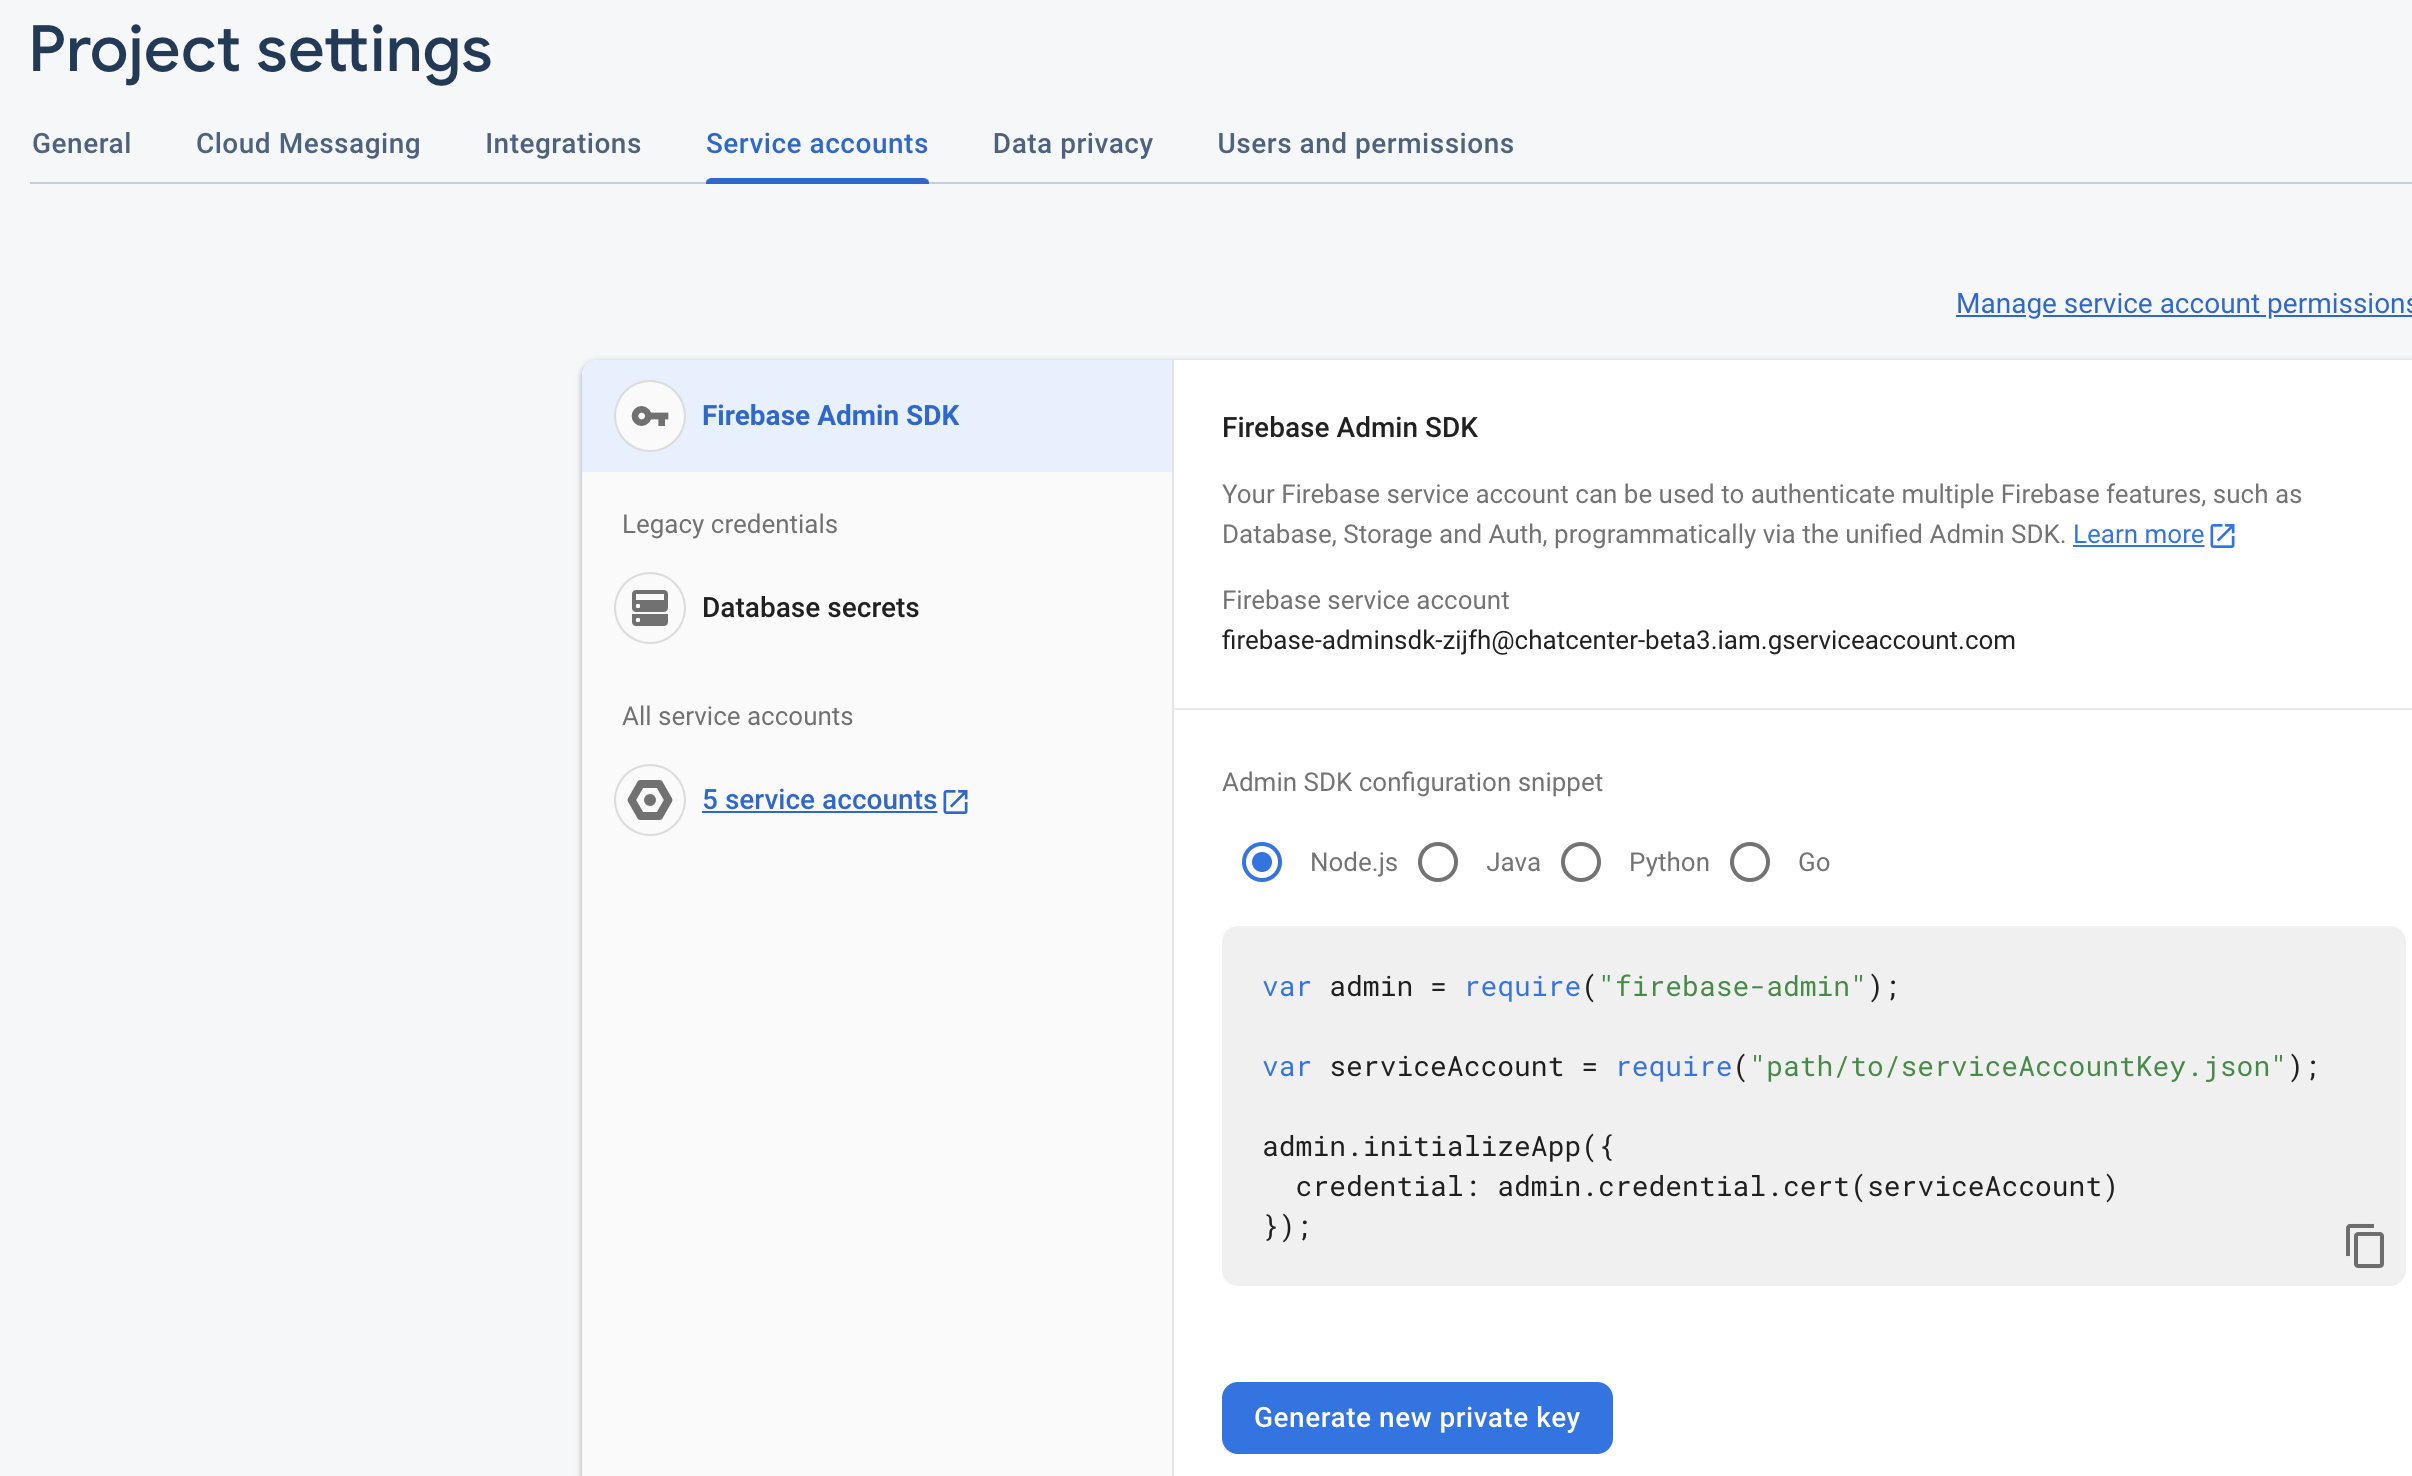 Project settings
General
Cloud Messaging
Integrations
Service accounts
Data privacy
Users and permissions
Manage service account permissions
Firebase Admin SDK
Legacy credentials
Database secrets
All service accounts
5 service accounts
Firebase Admin SDK
Your Firebase service account can be used to authenticate multiple Firebase features, such as
Database, Storage and Auth, programmatically via the unified Admin SDK. Learn more
Firebase service account
firebase-adminsdk-zijfh@chatcenter-beta3.iam.gserviceaccount.com
Admin SDK configuration snippet
Node.js
Java
Python
Go
var admin = require("firebase-admin");
var serviceAccount = require("path/to/serviceAccountKey.json");
admin.initializeApp({
  credential: admin.credential.cert(serviceAccount)
});
Generate new private key